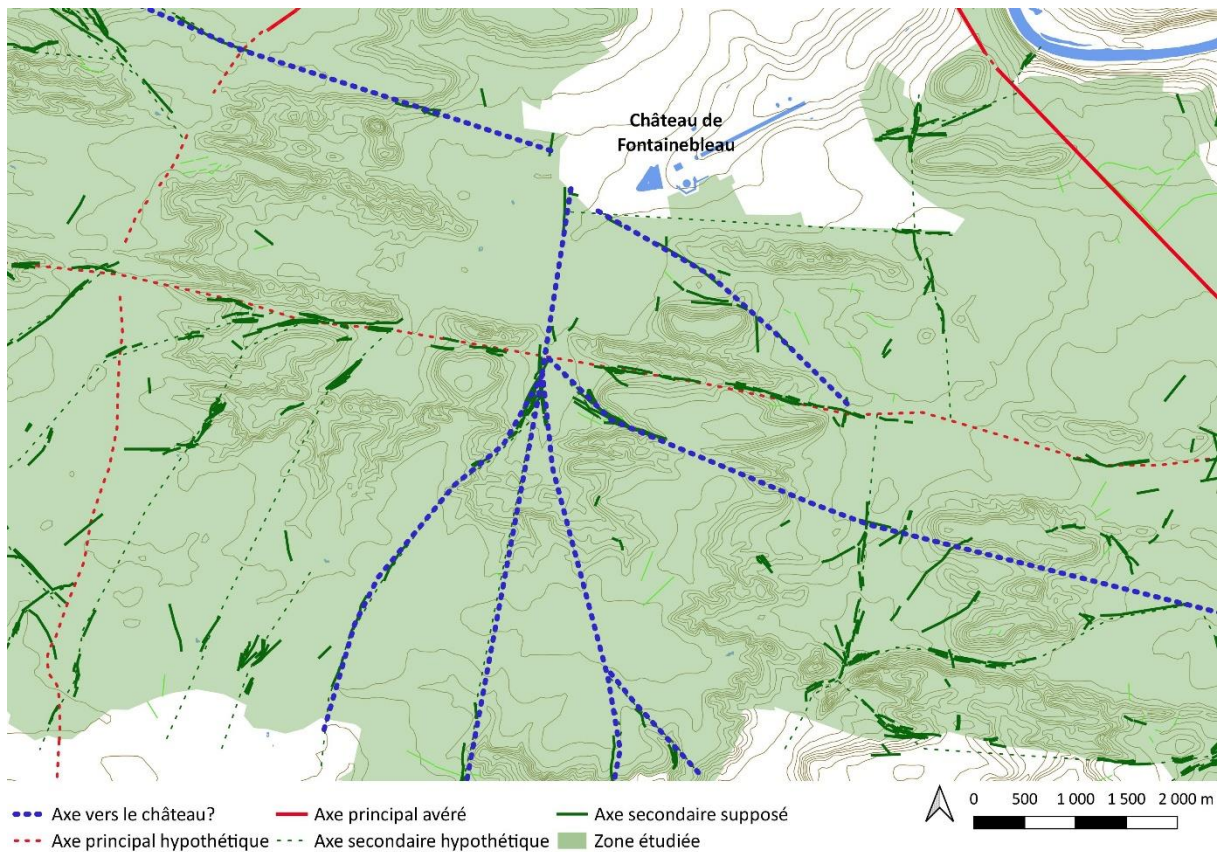 Château de
Fontainebleau
Axe vers le château?
Axe principal avéré
Axe secondaire supposé
Axe principal hypothétique
Axe secondaire hypothétique
Zone étudiée
0 500 1 000 1 500 2 000 m